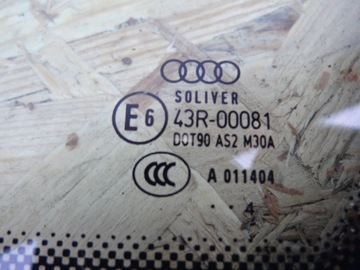 SOLIVER
E6 43R-00081
DOT90 AS2 M30A
CCC A 011404
4